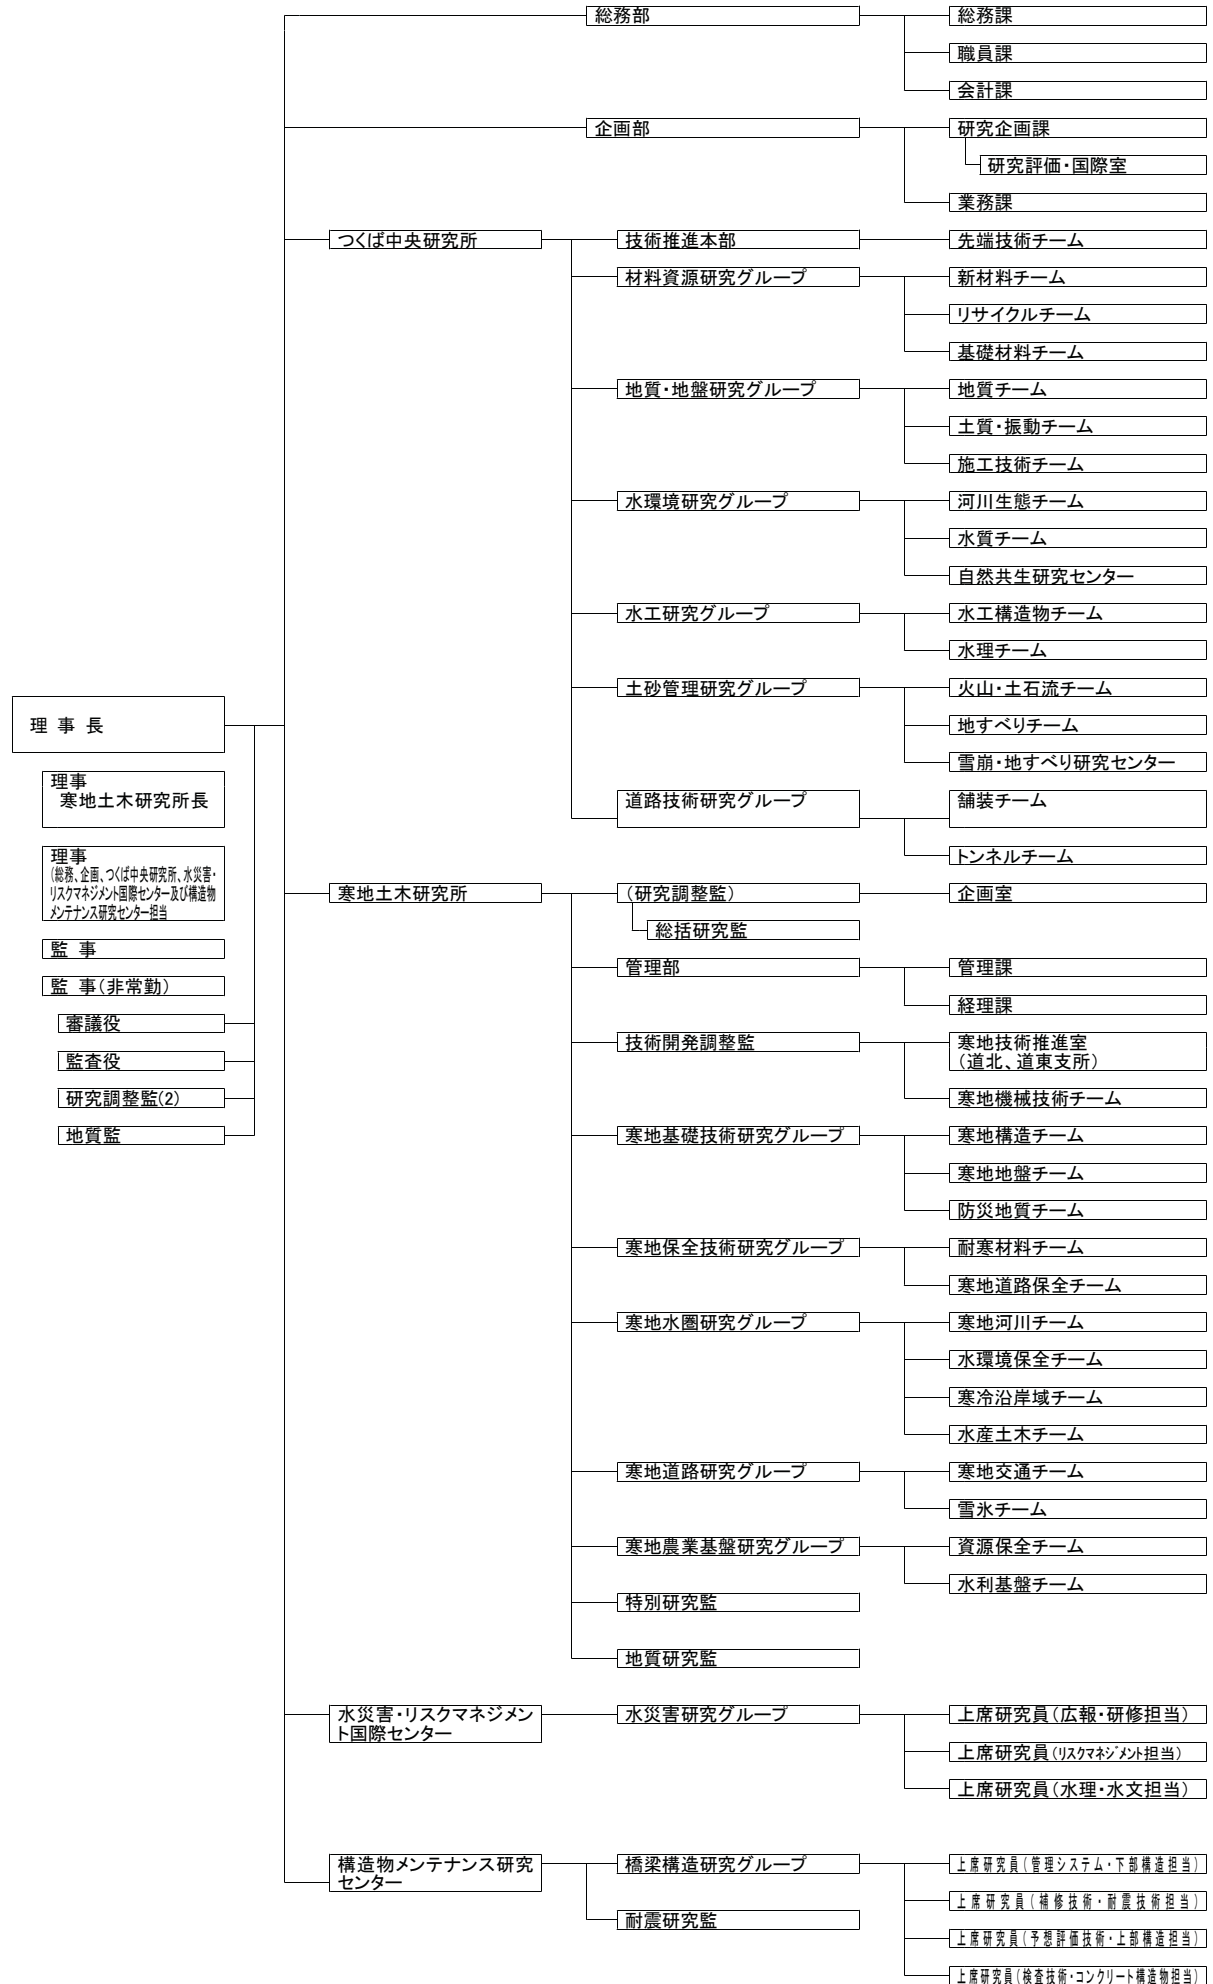 総務部
総務課
職員課
会計課
企画部
研究企画課
研究評価・国際室
業務課
つくば中央研究所
技術推進本部
先端技術チーム
材料資源研究グループ
新材料チーム
リサイクルチーム
基礎材料チーム
地質・地盤研究グループ
地質チーム
土質・振動チーム
施工技術チーム
水環境研究グループ
河川生態チーム
水質チーム
自然共生研究センター
水工研究グループ
水工構造物チーム
水理チーム
土砂管理研究グループ
火山・土石流チーム
地すべりチーム
雪崩・地すべり研究センター
道路技術研究グループ
舗装チーム
トンネルチーム
理 事 長
理事
寒地土木研究所長
理事
(総務、企画、つくば中央研究所、水災害・
リスクマネジメント国際センター及び構造物
メンテナンス研究センター担当
監 事
監 事(非常勤)
審議役
監査役
研究調整監(2)
地質監
寒地土木研究所
(研究調整監)
企画室
総括研究監
管理部
管理課
経理課
技術開発調整監
寒地技術推進室
(道北、道東支所)
寒地機械技術チーム
寒地基礎技術研究グループ
寒地構造チーム
寒地地盤チーム
防災地質チーム
寒地保全技術研究グループ
耐寒材料チーム
寒地道路保全チーム
寒地水圏研究グループ
寒地河川チーム
水環境保全チーム
寒冷沿岸域チーム
水産土木チーム
寒地道路研究グループ
寒地交通チーム
雪氷チーム
寒地農業基盤研究グループ
資源保全チーム
水利基盤チーム
特別研究監
地質研究監
水災害・リスクマネジメン
ト国際センター
水災害研究グループ
上席研究員(広報・研修担当)
上席研究員(リスクマネジメント担当)
上席研究員(水理・水文担当)
構造物メンテナンス研究
センター
橋梁構造研究グループ
上席研究員(管理システム・下部構造担当)
耐震研究監
上席研究員(補修技術・耐震技術担当)
上席研究員(予想評価技術・上部構造担当)
上席研究員(検査技術・コンクリート構造物担当)